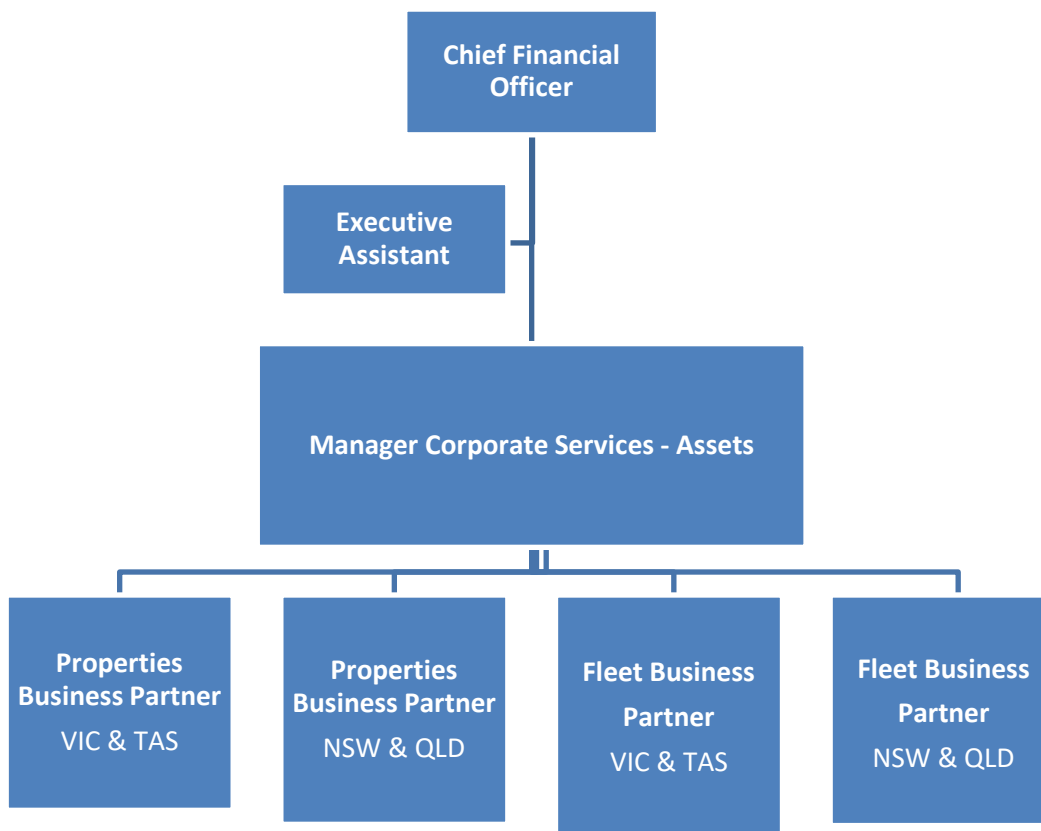 Chief Financial
Officer
Executive
Assistant
Manager Corporate Services - Assets
Properties
Business Partner
VIC & TAS
Properties
Business Partner
NSW & QLD
Fleet Business
Partner
VIC & TAS
Fleet Business
Partner
NSW & QLD